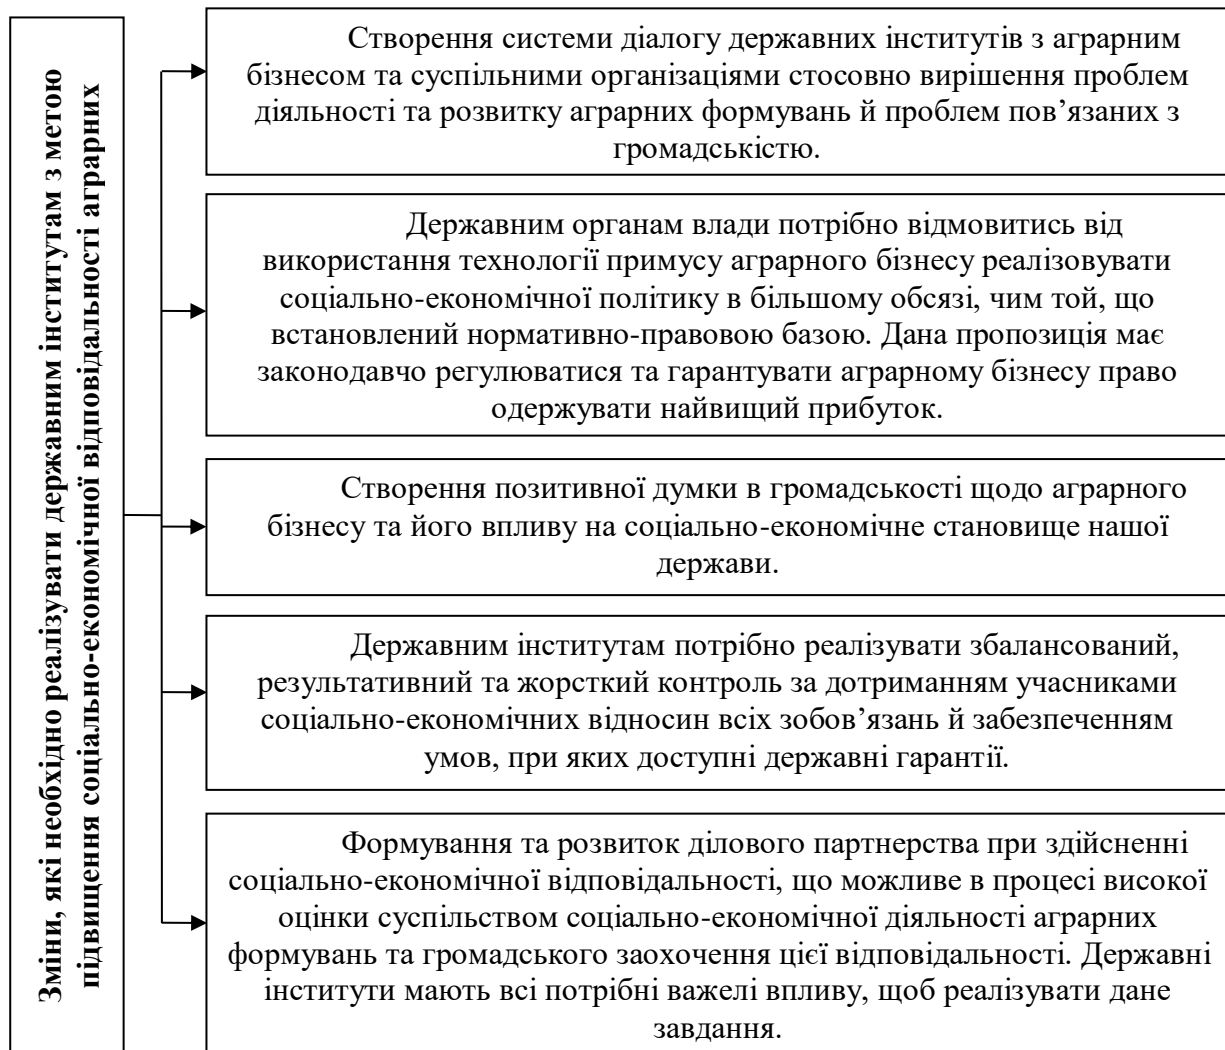 Зміни, які необхідно реалізувати державним інститутам з метою
підвищення соціально-економічної відповідальності аграрних
Створення системи діалогу державних інститутів з аграрним
бізнесом та суспільними організаціями стосовно вирішення проблем
діяльності та розвитку аграрних формувань й проблем пов’язаних з
громадськістю.
Державним органам влади потрібно відмовитись від
використання технології примусу аграрного бізнесу реалізовувати
соціально-економічної політику в більшому обсязі, чим той, що
встановлений нормативно-правовою базою. Дана пропозиція має
законодавчо регулюватися та гарантувати аграрному бізнесу право
одержувати найвищий прибуток.
Створення позитивної думки в громадськості щодо аграрного
бізнесу та його впливу на соціально-економічне становище нашої
держави.
Державним інститутам потрібно реалізувати збалансований,
результативний та жорсткий контроль за дотриманням учасниками
соціально-економічних відносин всіх зобов’язань й забезпеченням
умов, при яких доступні державні гарантії.
Формування та розвиток ділового партнерства при здійсненні
соціально-економічної відповідальності, що можливе в процесі високої
оцінки суспільством соціально-економічної діяльності аграрних
формувань та громадського заохочення цієї відповідальності. Державні
інститути мають всі потрібні важелі впливу, щоб реалізувати дане
завдання.